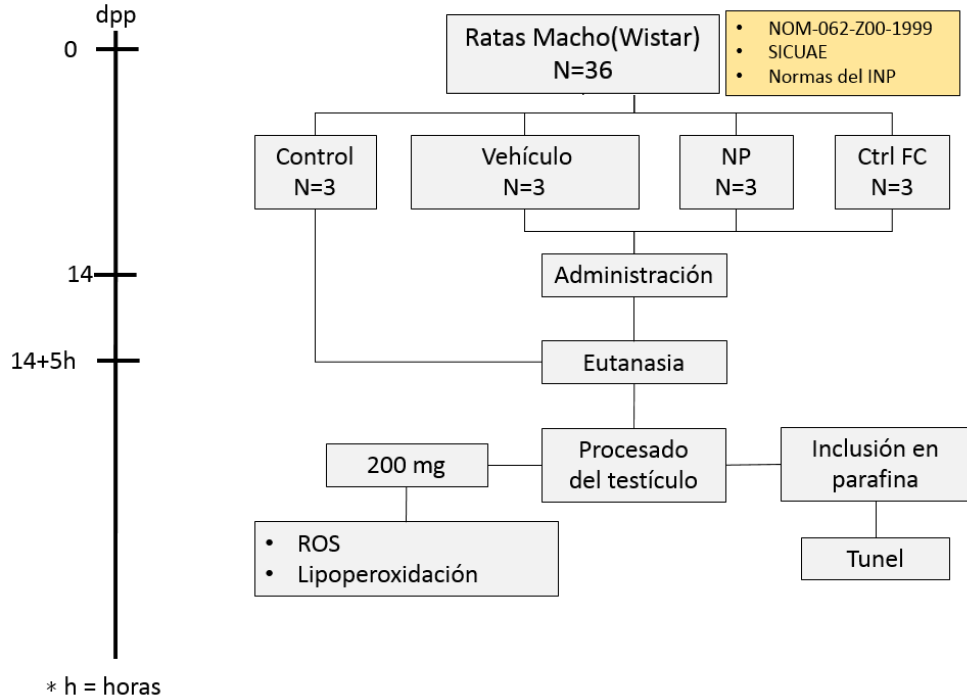 dpp
0
14
14+5h
* h = horas
Ratas Macho(Wistar)
N=36
• NOM-062-Z00-1999
• SICUAE
• Normas del INP
Control
N=3
Vehículo
N=3
NP
N=3
Ctrl FC
N=3
Administración
Eutanasia
Procesado
del testículo
200 mg
• ROS
• Lipoperoxidación
Inclusión en
parafina
Tunel